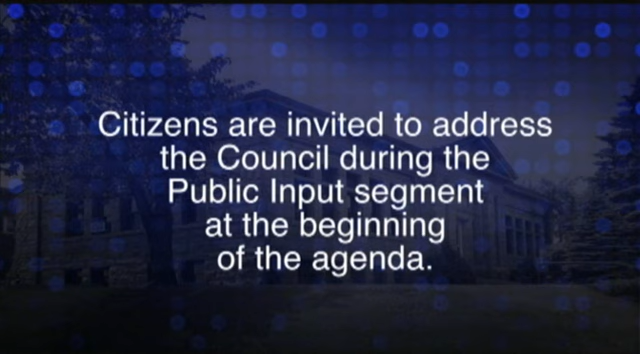 Citizens are invited to address
the Council during the
Public Input segment
at the beginning
of the agenda.